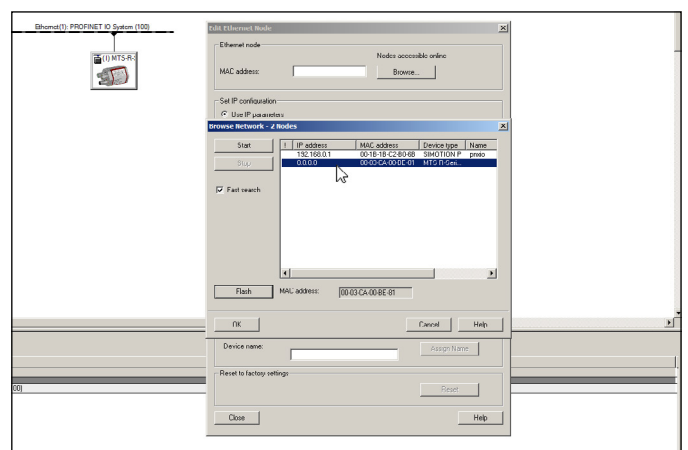 Ethernet(1): PROFINET IO System (100)
(1) MTS-R-
Edit Ethernet Node
Ethernet node
Nodes accessible online
MAC address:
Browse...
Set IP configuration
Use IP parameters
Browse Network - 2 Nodes
Start
Stop
Fast search
! IP address MAC address Device type Name
192.168.0.1 00-1B-1B-C2-B0-6B SIMOTION P pnxio
0.0.0.0 00-03-CA-00-BE-81 MTS R-Seri...
Flash
MAC address: 00-03-CA-00-BE-81
OK
Cancel
Help
Device name:
Assign Name
Reset to factory settings
Reset
Close
Help
00)